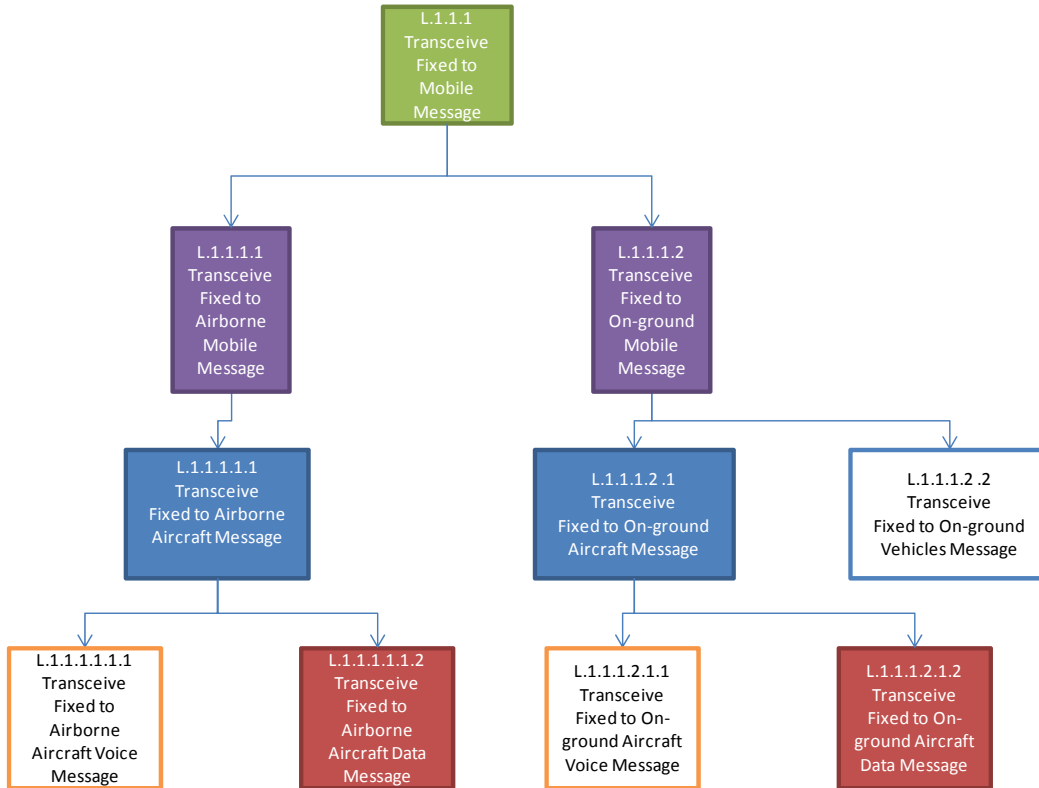 L.1.1.1
Transceive
Fixed to
Mobile
Message
L.1.1.1.1
Transceive
Fixed to
Airborne
Mobile
Message
L.1.1.1.2
Transceive
Fixed to
On-ground
Mobile
Message
L.1.1.1.1.1
Transceive
Fixed to Airborne
Aircraft Message
L.1.1.1.2 .1
Transceive
Fixed to On-ground
Aircraft Message
L.1.1.1.2 .2
Transceive
Fixed to On-ground
Vehicles Message
L.1.1.1.1.1.1
Transceive
Fixed to
Airborne
Aircraft Voice
Message
L.1.1.1.1.1.2
Transceive
Fixed to
Airborne
Aircraft Data
Message
L.1.1.1.2.1.1
Transceive
Fixed to On-
ground Aircraft
Voice Message
L.1.1.1.2.1.2
Transceive
Fixed to On-
ground Aircraft
Data Message